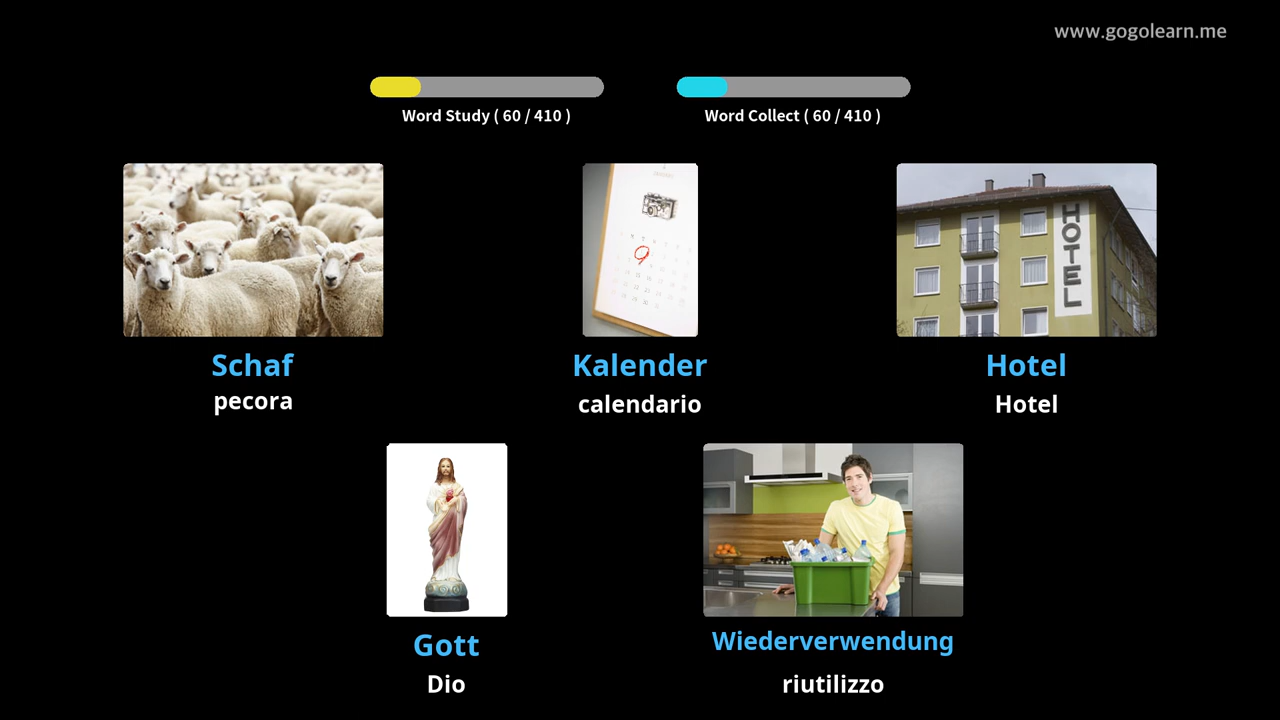 www.gogolearn.me
Word Study ( 60 / 410 )
Word Collect ( 60 / 410 )
HOTEL
9
Schaf
Kalender
Hotel
pecora
calendario
Hotel
Gott
Wiederverwendung
Dio
riutilizzo